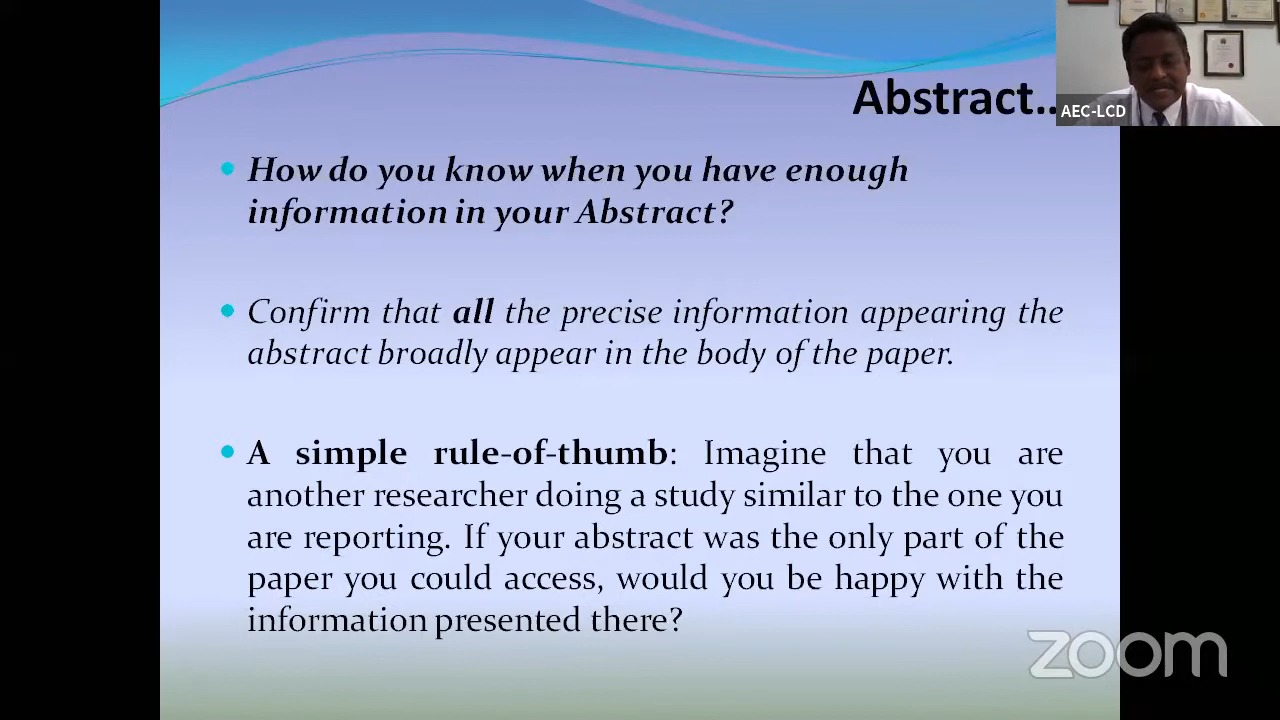 Abstract..
AEC-LCD
How do you know when you have enough
information in your Abstract?
Confirm that all the precise information appearing the
abstract broadly appear in the body of the paper.
A simple rule-of-thumb: Imagine that you are
another researcher doing a study similar to the one you
are reporting. If your abstract was the only part of the
paper you could access, would you be happy with the
information presented there?
zoom